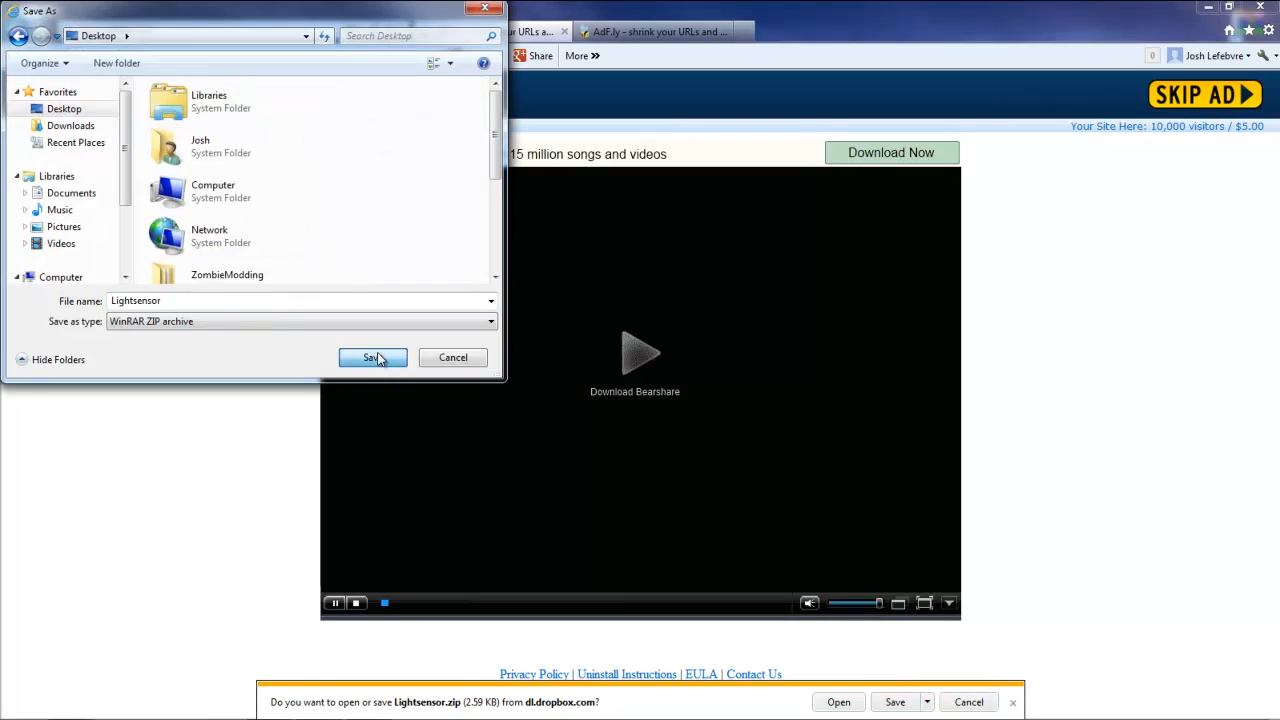 Save As
Desktop
Search Desktop
Organize
New folder
Favorites
Desktop
Downloads
Recent Places
Libraries
Documents
Music
Pictures
Videos
Computer
Libraries
System Folder
Josh
System Folder
Computer
System Folder
Network
System Folder
ZombieModding
File name: Lightsensor
Save as type: WinRAR ZIP archive
Hide Folders
Save
Cancel
ur URLs a...
AdF.ly - shrink your URLs and ...
Share
More
0
Josh Lefebvre
SKIP AD
Your Site Here: 10,000 visitors / $5.00
15 million songs and videos
Download Now
Download Bearshare
Privacy Policy | Uninstall Instructions | EULA | Contact Us
Do you want to open or save Lightsensor.zip (2.59 KB) from dl.dropbox.com?
Open
Save
Cancel